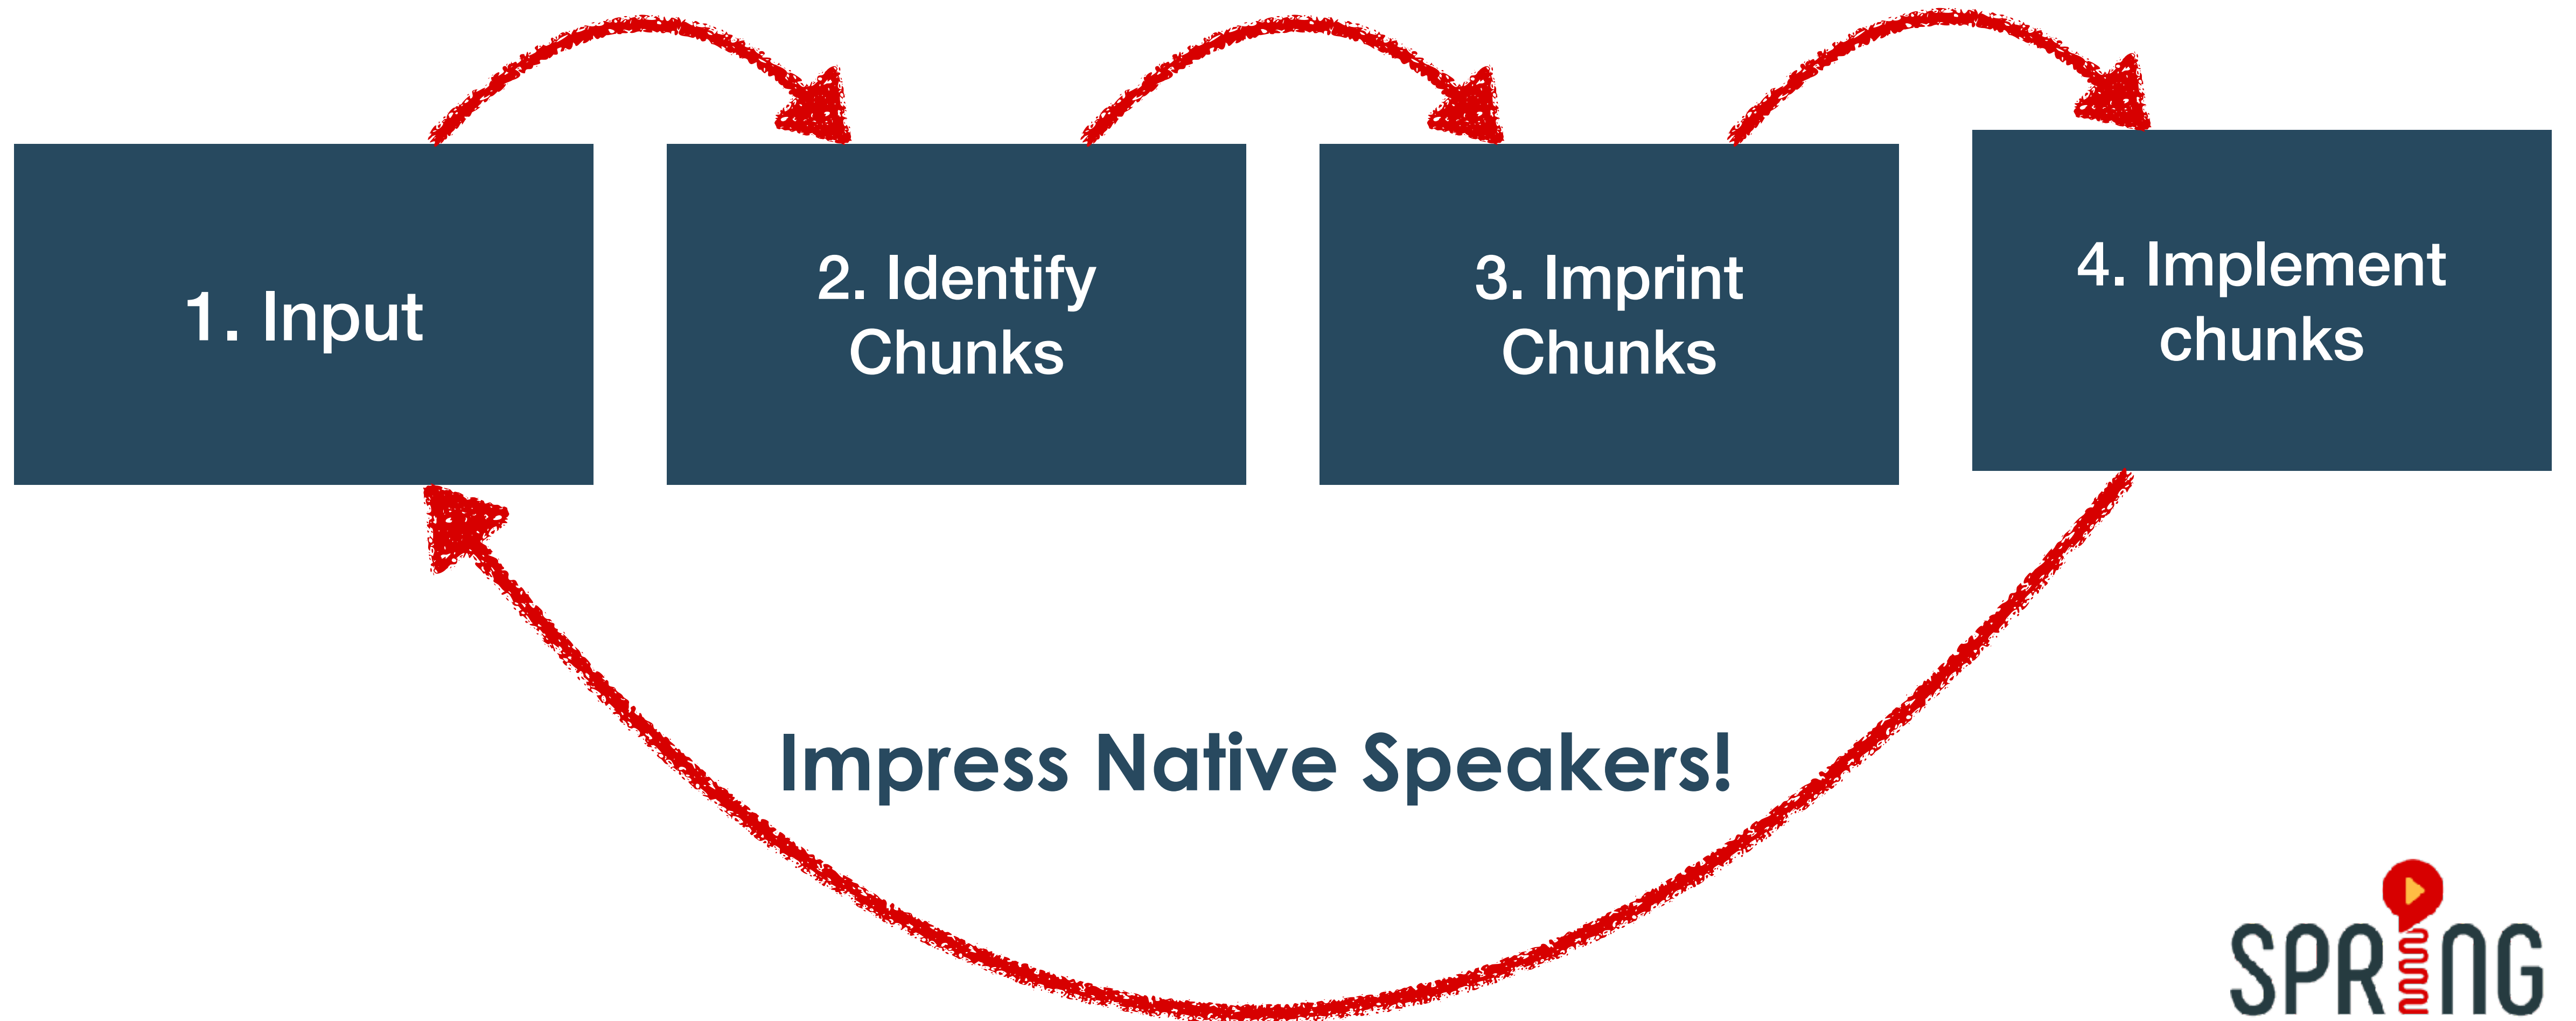 1. Input
2. Identify
Chunks
3. Imprint
Chunks
4. Implement
chunks
Impress Native Speakers!
SPRING